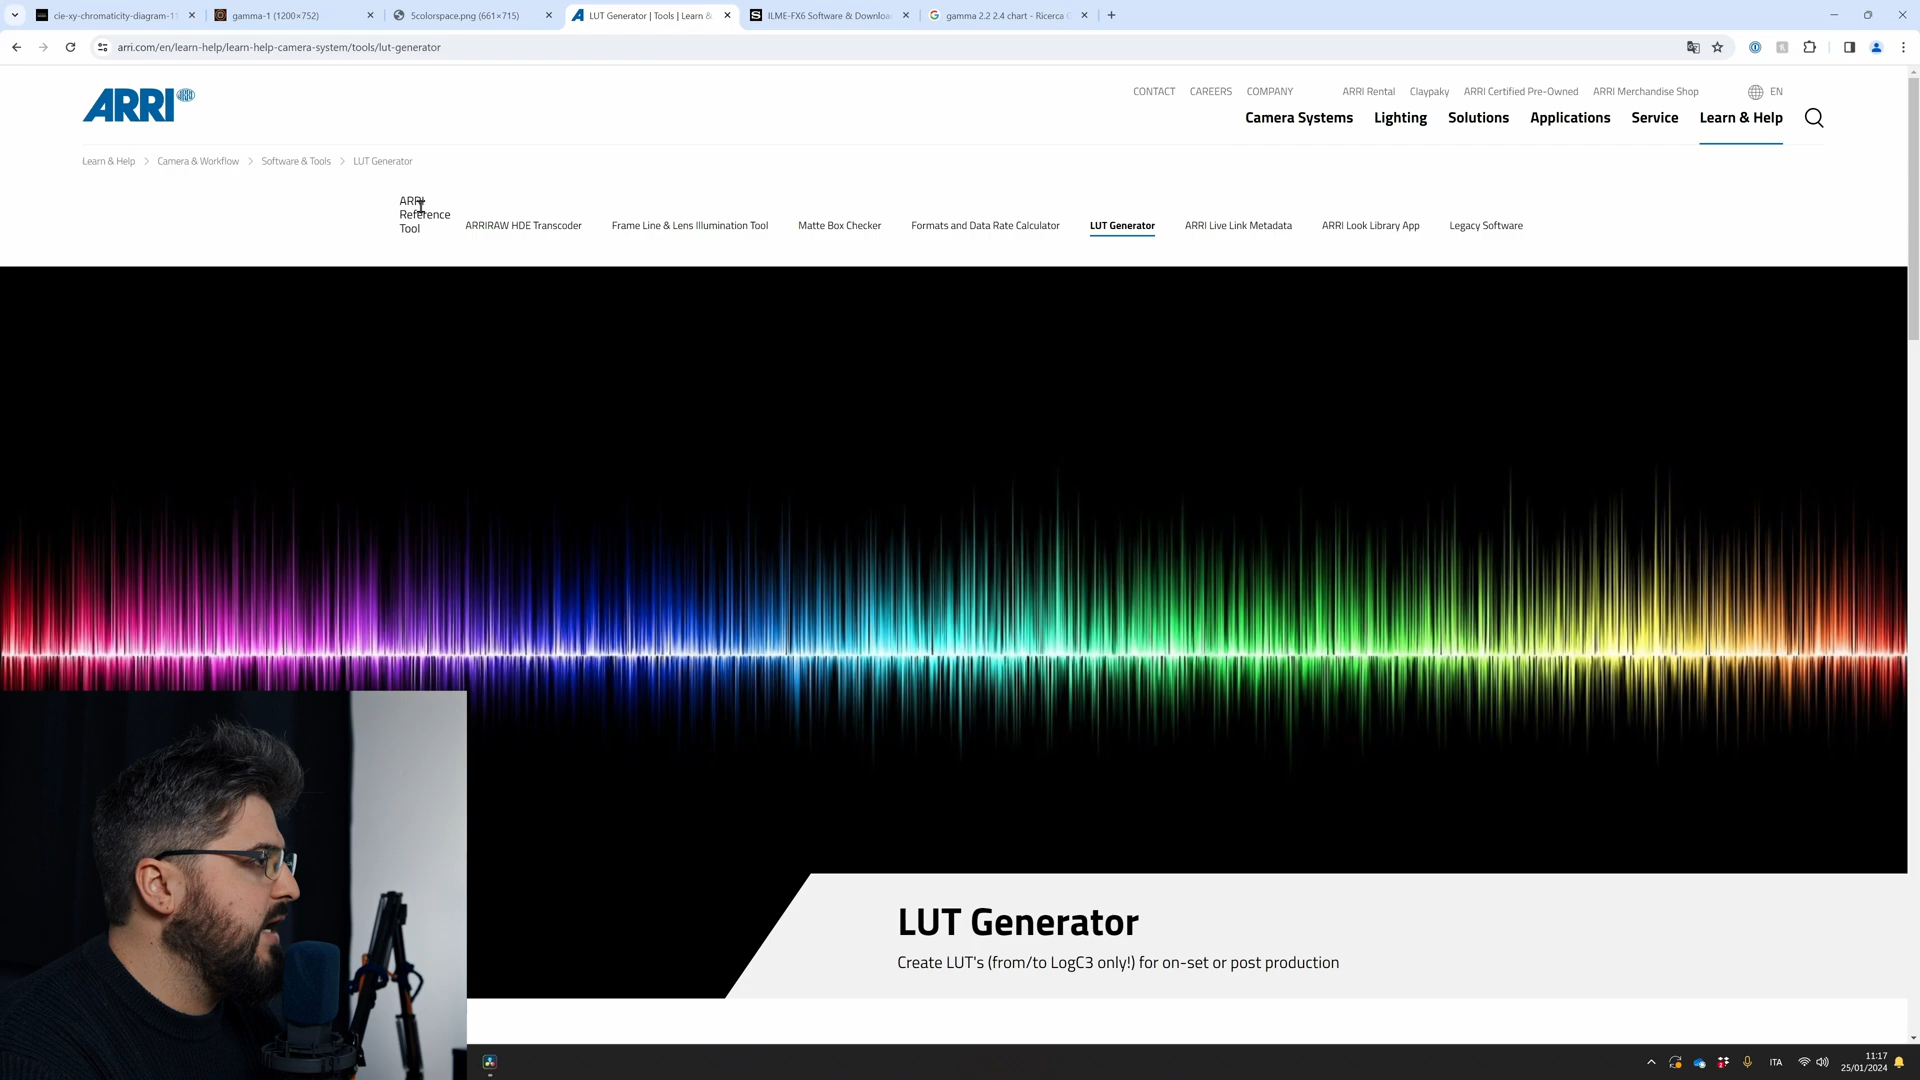 cie-xy-chromaticity-diagram-11
gamma-1 (1200×752)
5colorspace.png (661×715)
LUT Generator | Tools | Learn &
ILME-FX6 Software & Downloa
gamma 2.2 2.4 chart - Ricerca G
arri.com/en/learn-help/learn-help-camera-system/tools/lut-generator
ARRI
CONTACT CAREERS COMPANY ARRI Rental Claypaky ARRI Certified Pre-Owned ARRI Merchandise Shop EN
Camera Systems Lighting Solutions Applications Service Learn & Help
Learn & Help > Camera & Workflow > Software & Tools > LUT Generator
ARRI
Reference
Tool
ARRIRAW HDE Transcoder Frame Line & Lens Illumination Tool Matte Box Checker Formats and Data Rate Calculator LUT Generator ARRI Live Link Metadata ARRI Look Library App Legacy Software
LUT Generator
Create LUT's (from/to LogC3 only!) for on-set or post production
ITA
11:17
25/01/2024